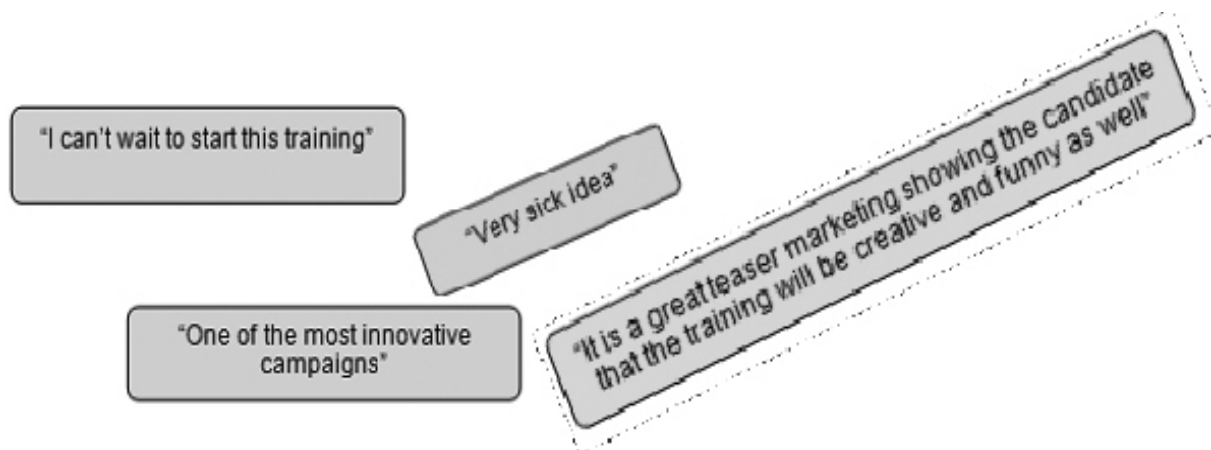 “I can't wait to start this training”
“Very sick idea”
“One of the most innovative
campaigns”
“It is a great teaser marketing showing the candidate
that the training will be creative and funny as well”